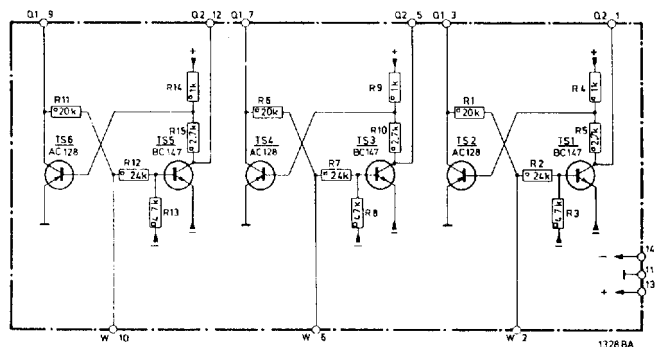 Q1 9 Q2 12 Q1 7 Q2 5 Q1 3 Q2 1
+ + +
R14 1k R9 1k R4 1k
R11 20k R6 20k R1 20k
R15 2,7k R10 2,7k R5 2,7k
TS6 AC128 TS5 BC147 TS4 AC128 TS3 BC147 TS2 AC128 TS1 BC147
R12 24k R7 24k R2 24k
R13 4,7k R8 4,7k R3 4,7k
- 14
11
+ 13
W 10 W 6 W 2
1328BA